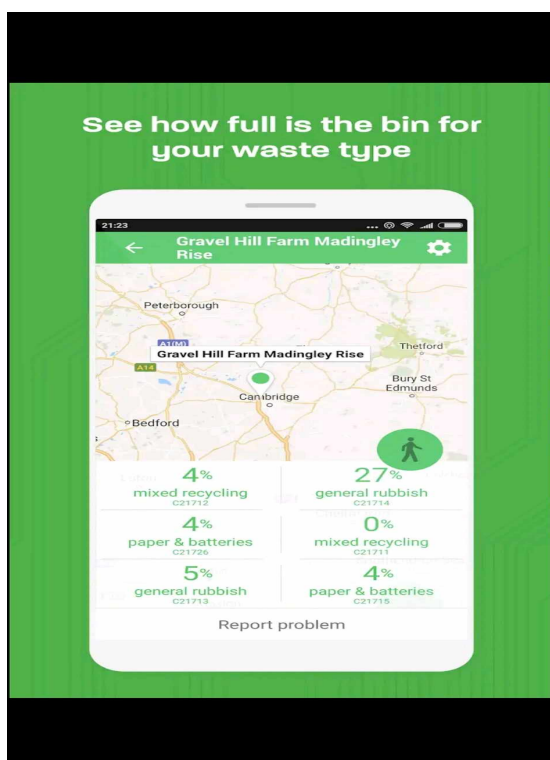 See how full is the bin for
your waste type
21:23
Gravel Hill Farm Madingley
Rise
Peterborough
A1(M)
Thetford
Gravel Hill Farm Madingley Rise
A14
Bury St
Edmunds
Cambridge
Bedford
4%
27%
mixed recycling
general rubbish
C21712
C21714
4%
0%
paper & batteries
mixed recycling
C21726
C21711
5%
4%
general rubbish
paper & batteries
C21713
C21715
Report problem